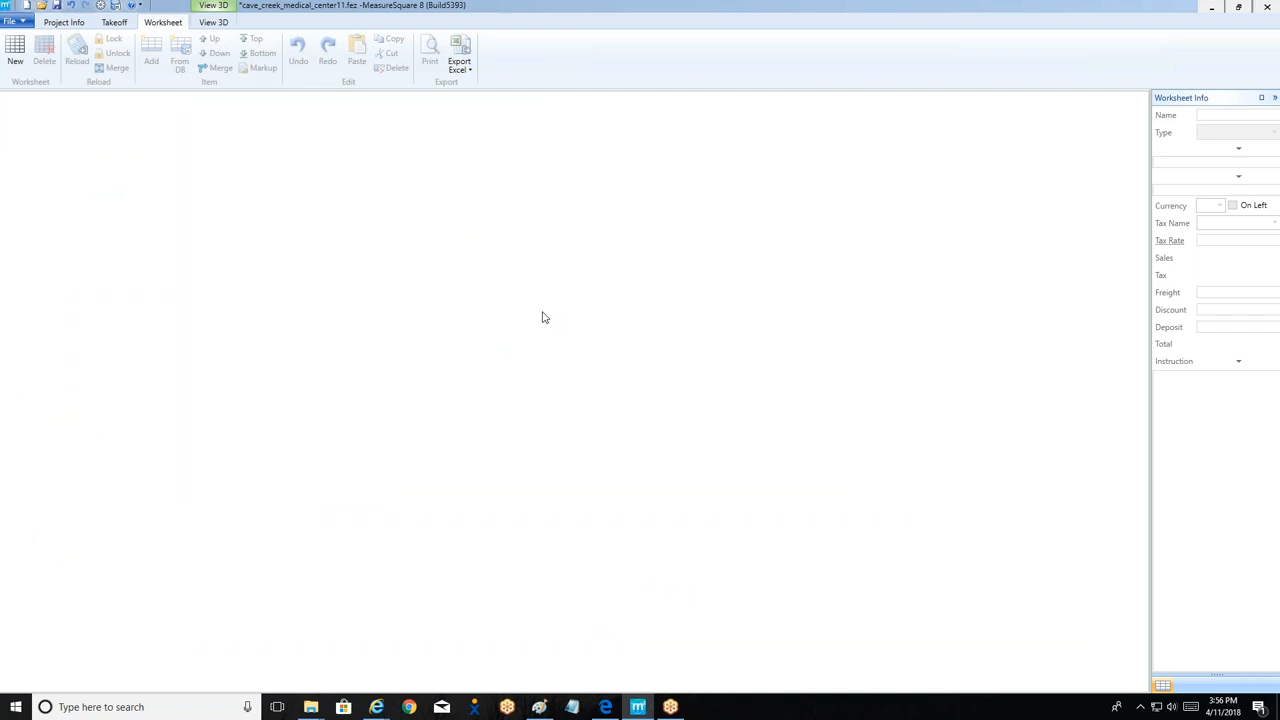 View 3D *cave_creek_medical_center11.fez -MeasureSquare 8 (Build5393)
File Project Info Takeoff Worksheet View 3D
New Delete Reload Lock Unlock Merge Add From DB Up Down Merge Top Bottom Markup Undo Redo Paste Copy Cut Delete Print Export Excel
Worksheet Reload Item Edit Export
Worksheet Info
Name
Type
Currency On Left
Tax Name
Tax Rate
Sales
Tax
Freight
Discount
Deposit
Total
Instruction
Type here to search
3:56 PM
4/11/2018